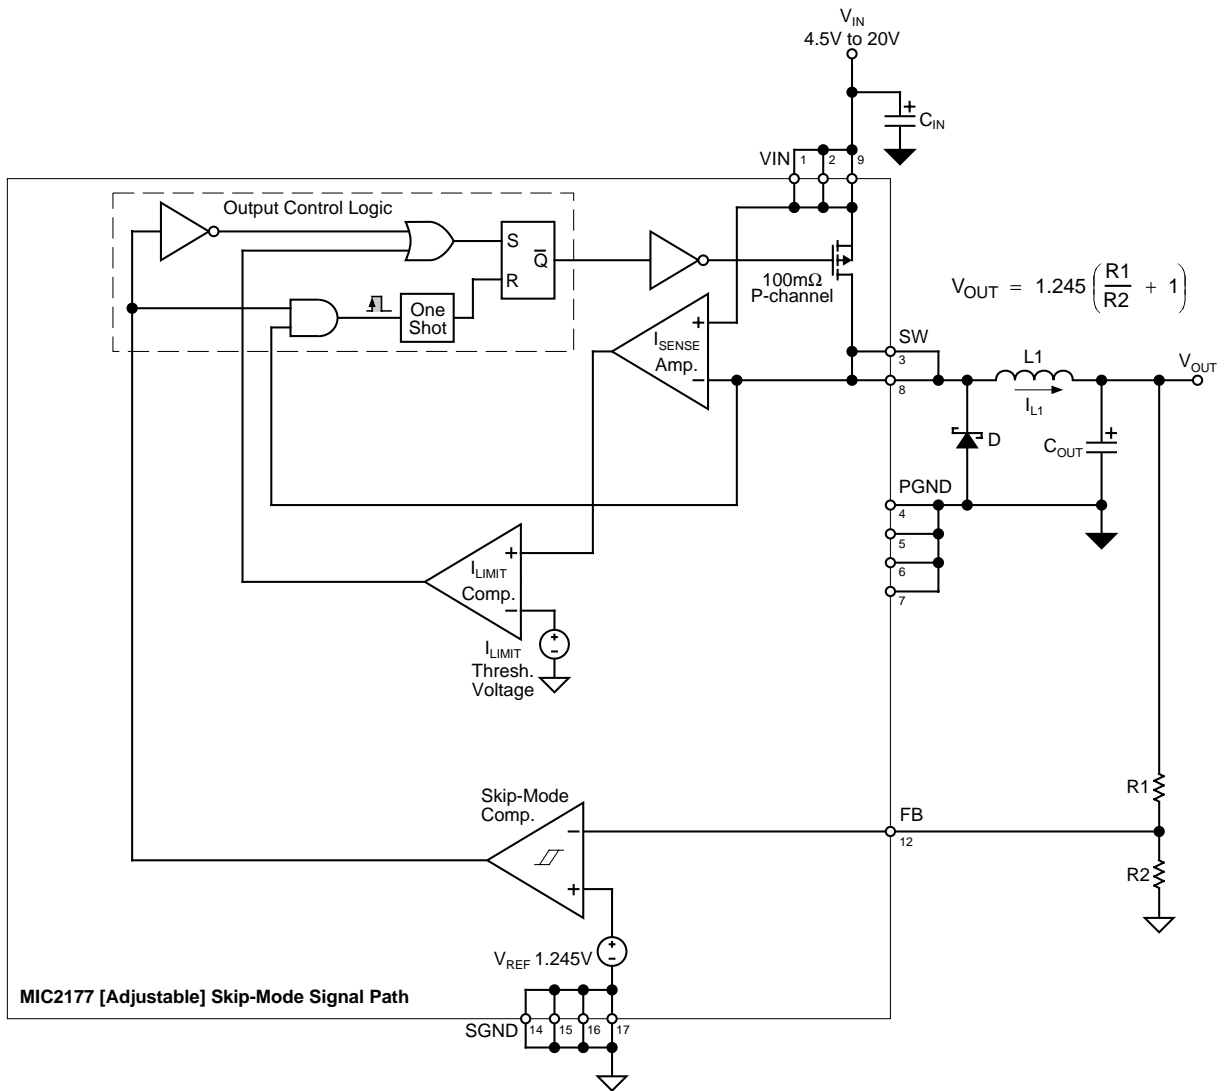 V_IN
4.5V to 20V
+
C_IN
VIN
1
2
9
Output Control Logic
S
R
Q̅
One
Shot
100mΩ
P-channel
V_OUT = 1.245 (R1/R2 + 1)
+
I_SENSE
Amp.
−
SW
3
8
L1
I_L1
V_OUT
D
+
C_OUT
PGND
4
5
6
7
+
I_LIMIT
Comp.
−
+
−
I_LIMIT
Thresh.
Voltage
Skip-Mode
Comp.
−
+
FB
12
R1
R2
+
−
V_REF 1.245V
MIC2177 [Adjustable] Skip-Mode Signal Path
SGND
14
15
16
17